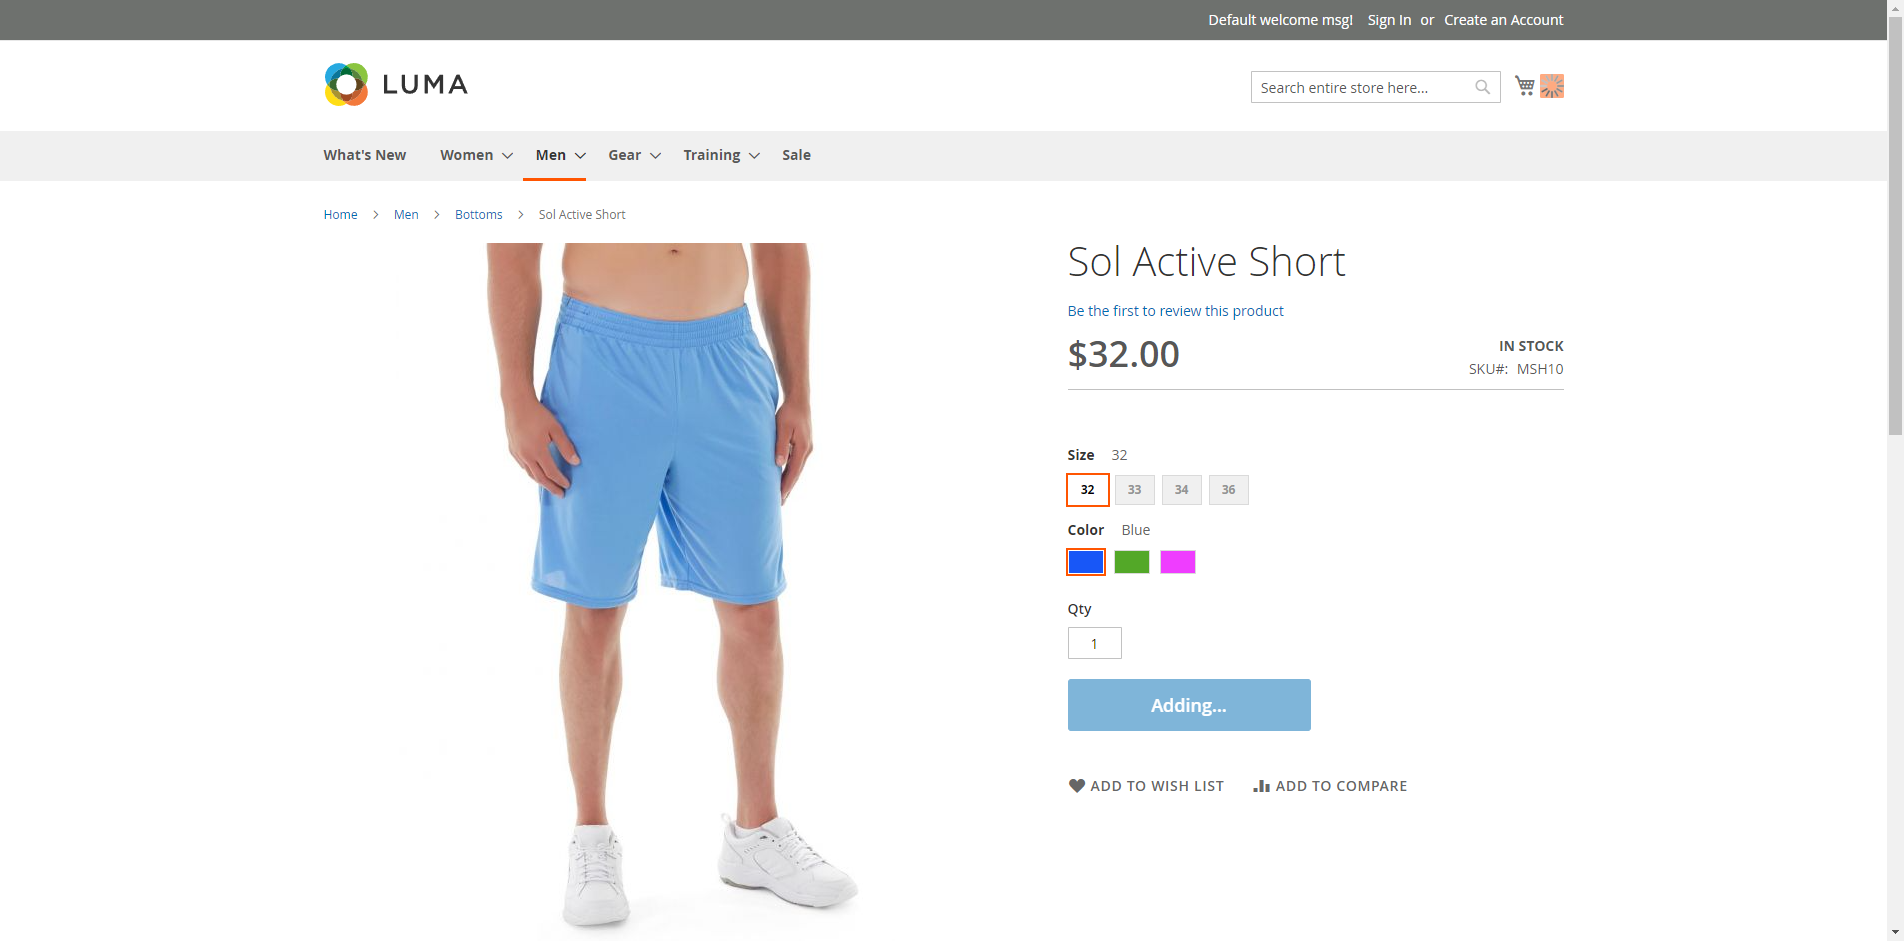 Default welcome msg! Sign In or Create an Account
LUMA
Search entire store here...
What's New Women Men Gear Training Sale
Home Men Bottoms Sol Active Short
Sol Active Short
Be the first to review this product
$32.00
IN STOCK
SKU#: MSH10
Size 32
32 33 34 36
Color Blue
Qty
1
Adding...
ADD TO WISH LIST ADD TO COMPARE